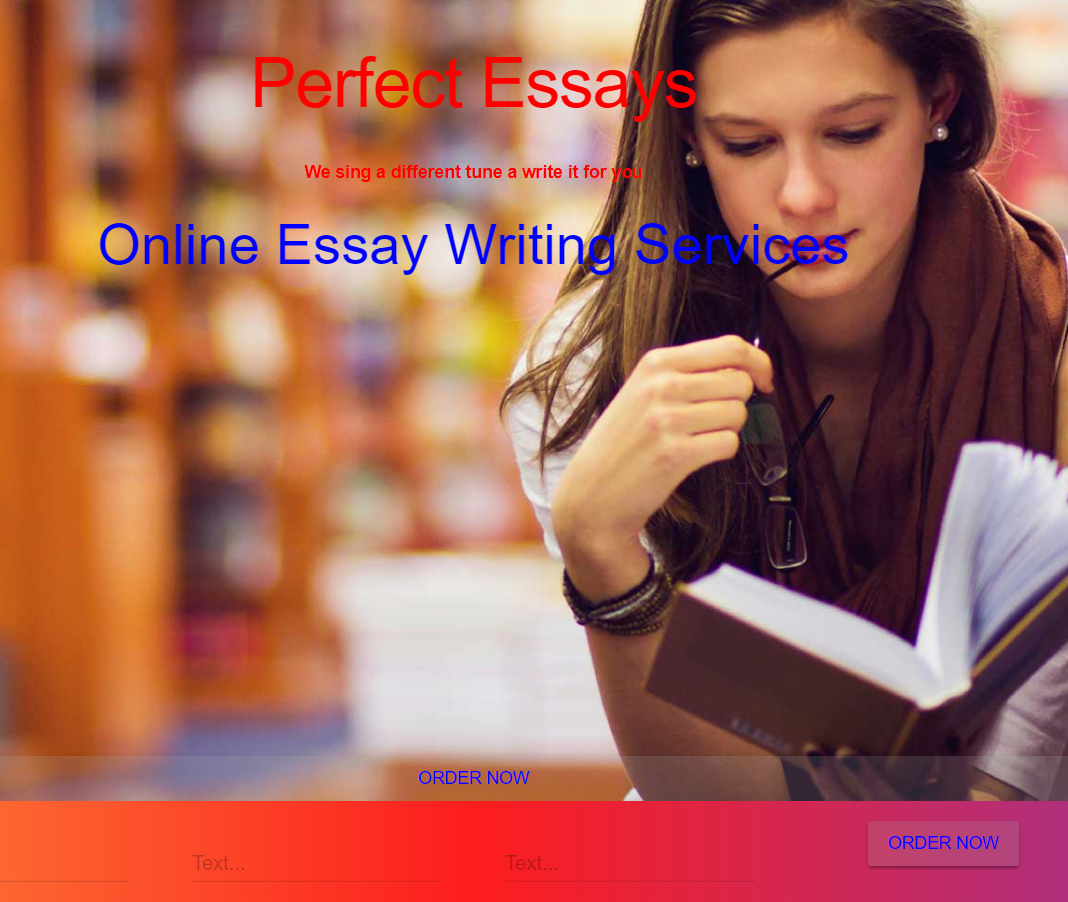 Perfect Essays
We sing a different tune a write it for you
Online Essay Writing Services
ORDER NOW
Text...
Text...
ORDER NOW